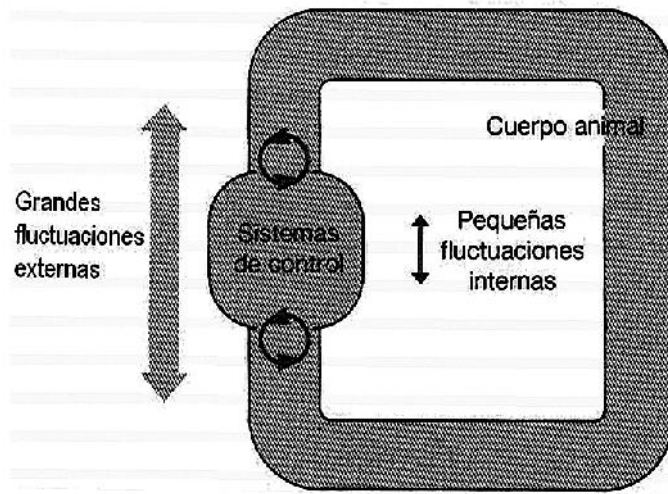 Cuerpo animal
Grandes
fluctuaciones
externas
Sistemas
de control
Pequeñas
fluctuaciones
internas